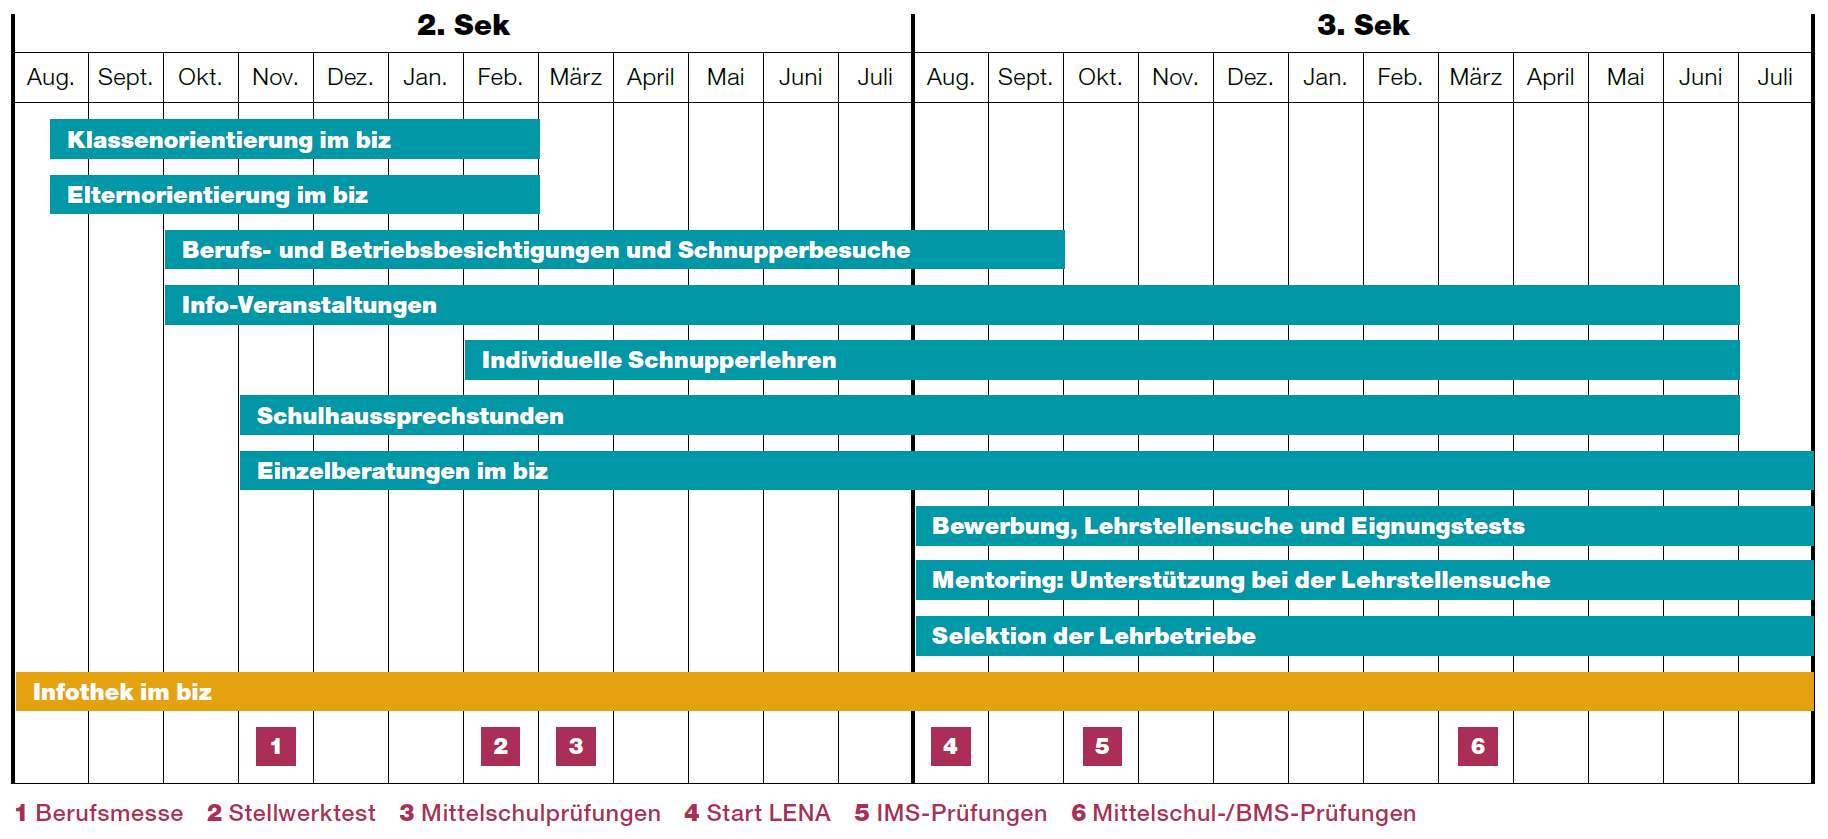 2. Sek 3. Sek
Aug. Sept. Okt. Nov. Dez. Jan. Feb. März April Mai Juni Juli Aug. Sept. Okt. Nov. Dez. Jan. Feb. März April Mai Juni Juli
Klassenorientierung im biz
Elternorientierung im biz
Berufs- und Betriebsbesichtigungen und Schnupperbesuche
Info-Veranstaltungen
Individuelle Schnupperlehren
Schulhaussprechstunden
Einzelberatungen im biz
Bewerbung, Lehrstellensuche und Eignungstests
Mentoring: Unterstützung bei der Lehrstellensuche
Selektion der Lehrbetriebe
Infothek im biz
1 2 3 4 5 6
1 Berufsmesse 2 Stellwerktest 3 Mittelschulprüfungen 4 Start LENA 5 IMS-Prüfungen 6 Mittelschul-/BMS-Prüfungen